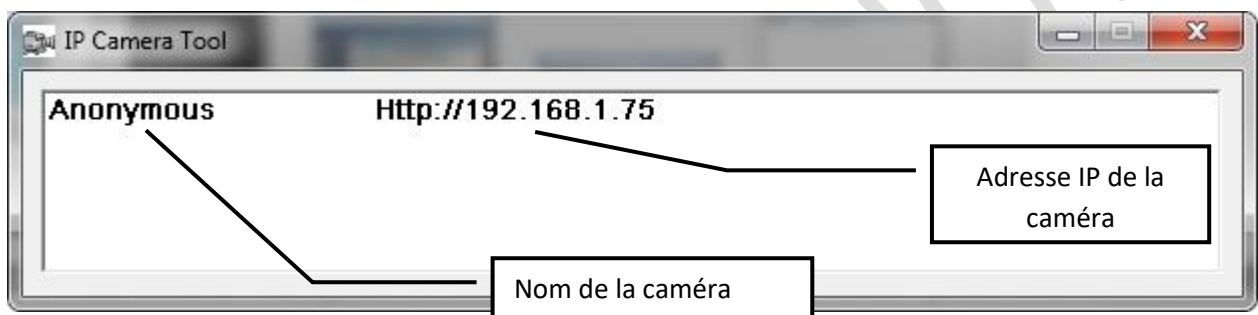 IP Camera Tool
Anonymous Http://192.168.1.75
Adresse IP de la
caméra
Nom de la caméra